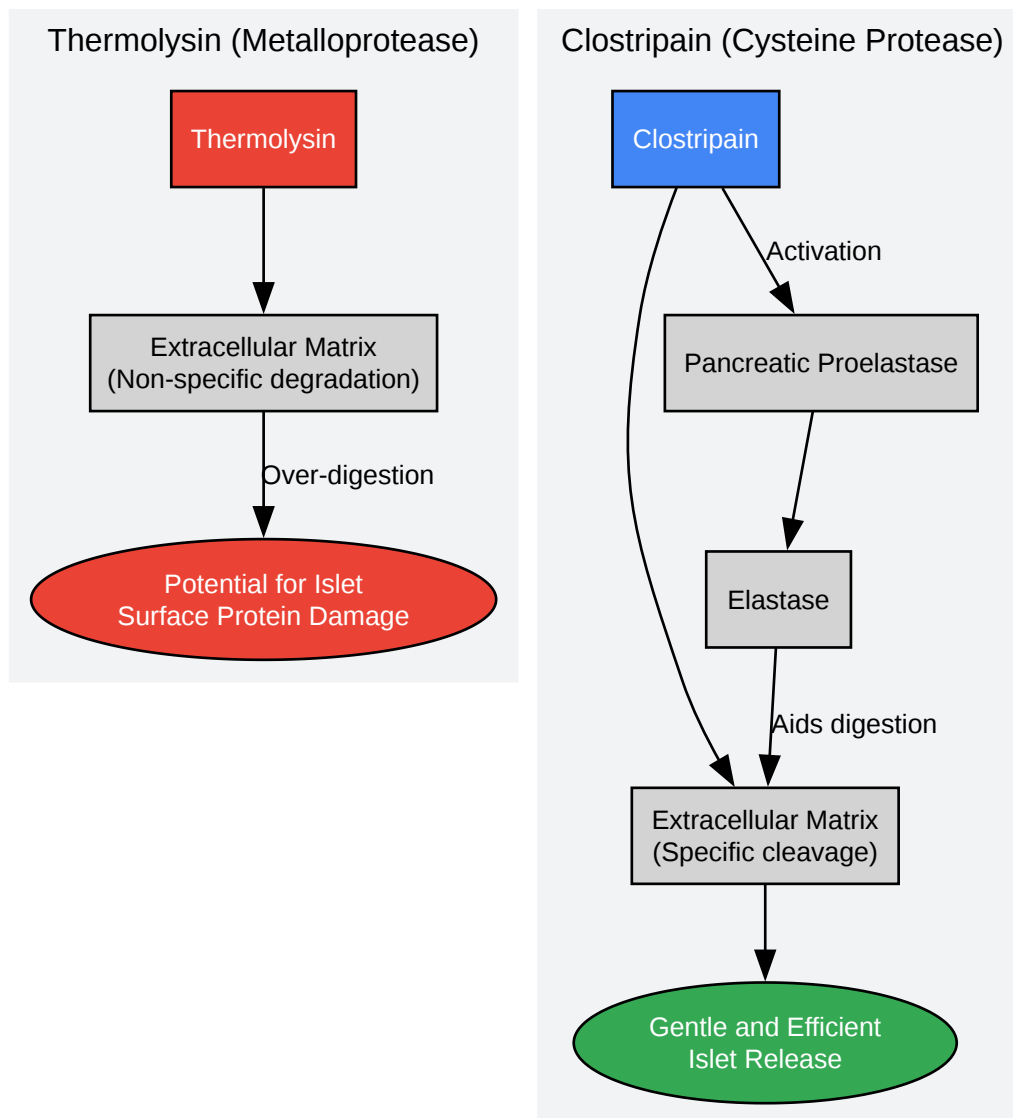 Thermolysin (Metalloprotease)
Thermolysin
Extracellular Matrix
(Non-specific degradation)
Over-digestion
Potential for Islet
Surface Protein Damage
Clostripain (Cysteine Protease)
Clostripain
Activation
Pancreatic Proelastase
Elastase
Aids digestion
Extracellular Matrix
(Specific cleavage)
Gentle and Efficient
Islet Release